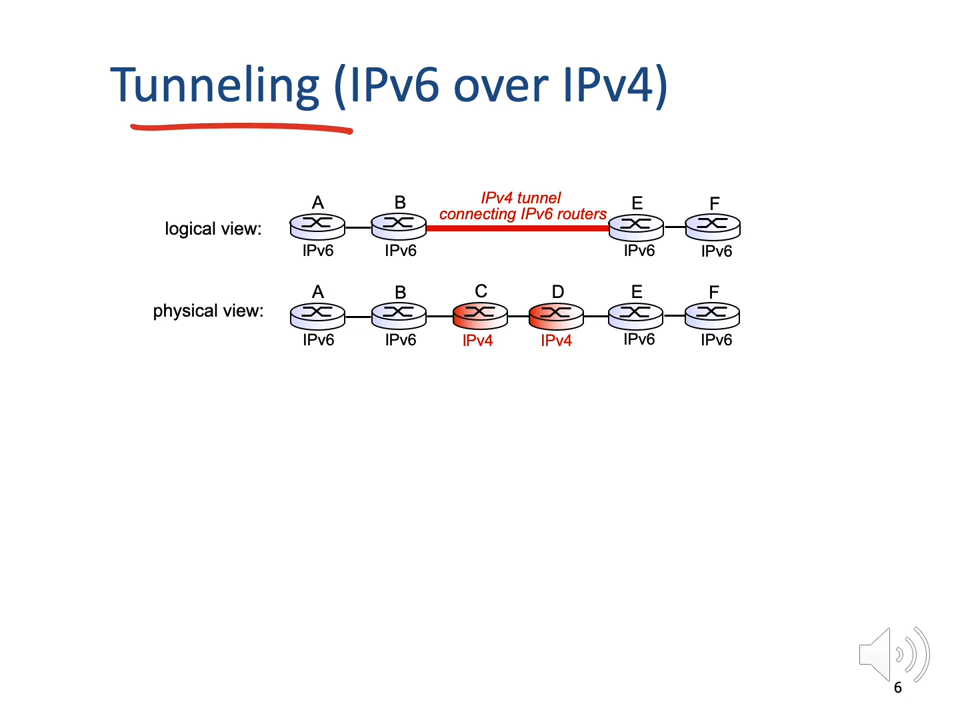 Tunneling (IPv6 over IPv4)
IPv4 tunnel
connecting IPv6 routers
A B E F
logical view:
IPv6 IPv6 IPv6 IPv6
A B C D E F
physical view:
IPv6 IPv6 IPv4 IPv4 IPv6 IPv6
6